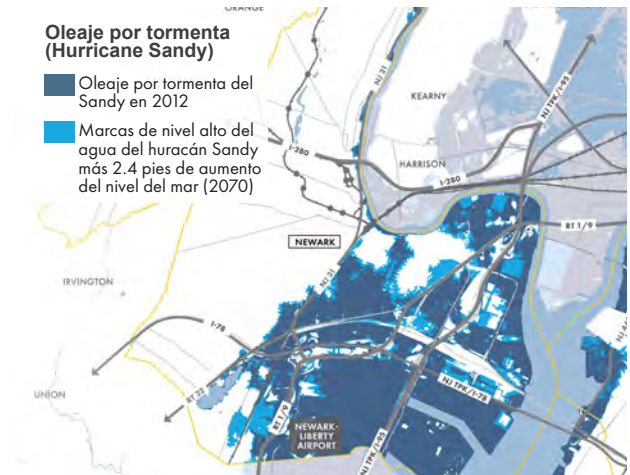 ORANGE
Oleaje por tormenta
(Hurricane Sandy)
Oleaje por tormenta del
Sandy en 2012
Marcas de nivel alto del
agua del huracán Sandy
más 2.4 pies de aumento
del nivel del mar (2070)
NJ 21
KEARNY
NJ TPK/I-95
I-280
HARRISON
I-280
NEWARK
RT 1/9
NJ 21
IRVINGTON
I-78
RT 22
UNION
RT 1/9
NJ TPK/I-78
NEWARK-
LIBERTY
AIRPORT
NJ TPK/I-95